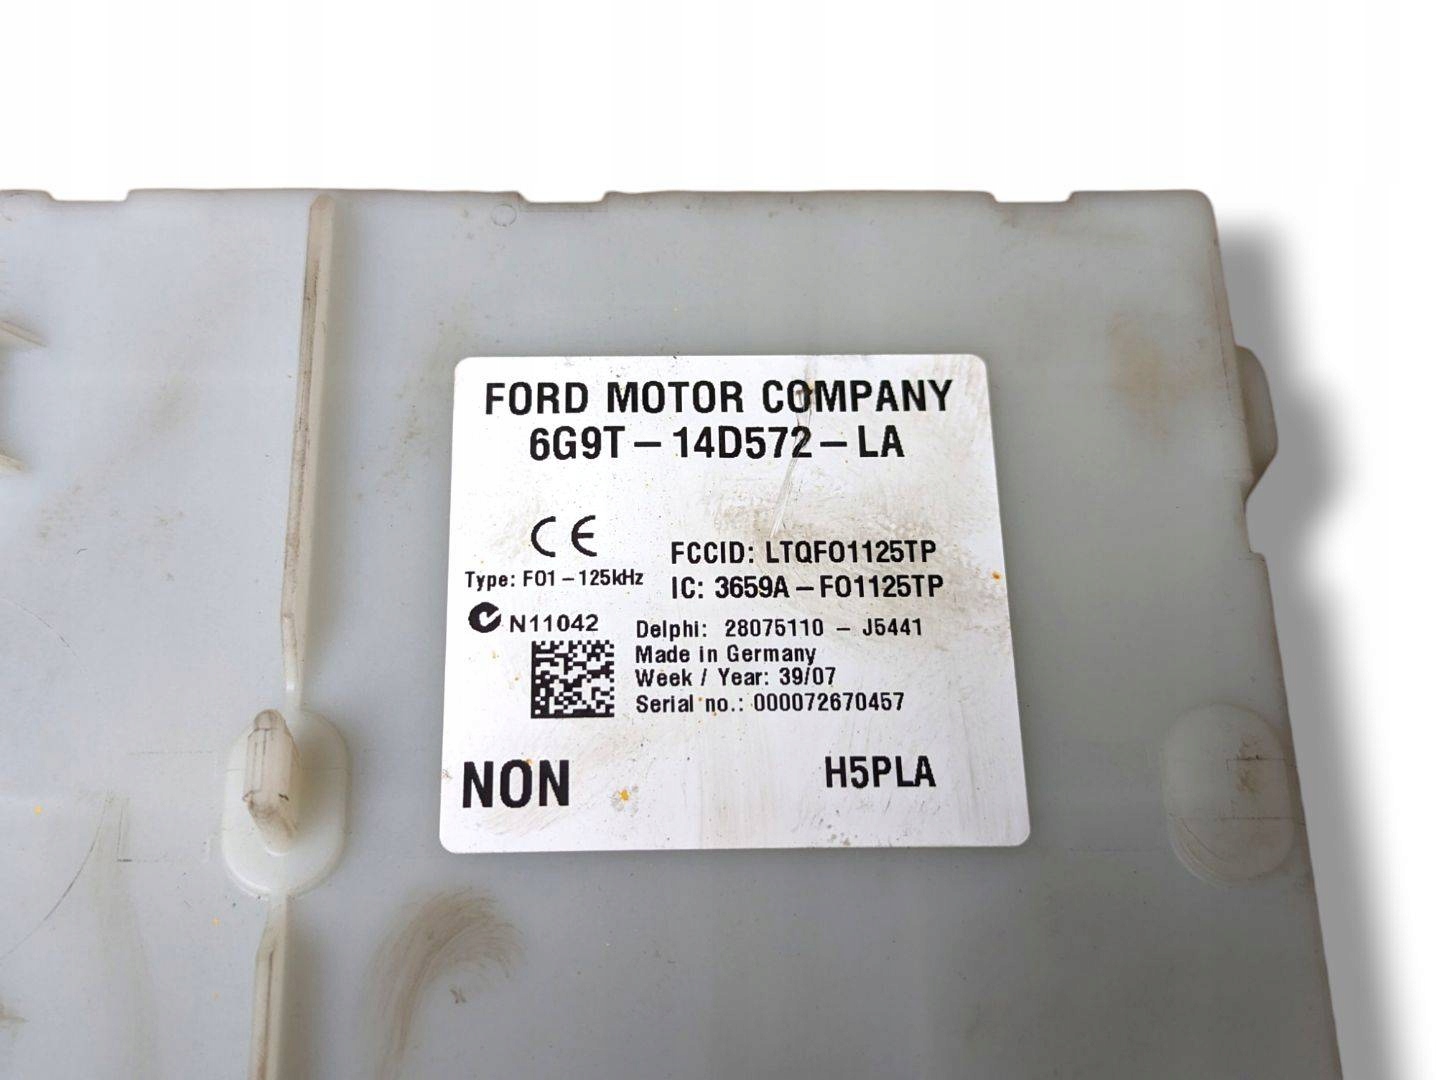 FORD MOTOR COMPANY
6G9T-14D572-LA
CE
Type: F01-125kHz
FCCID: LTQFO1125TP
IC: 3659A-FO1125TP
N11042
Delphi: 28075110 - J5441
Made in Germany
Week / Year: 39/07
Serial no.: 000072670457
NON
H5PLA